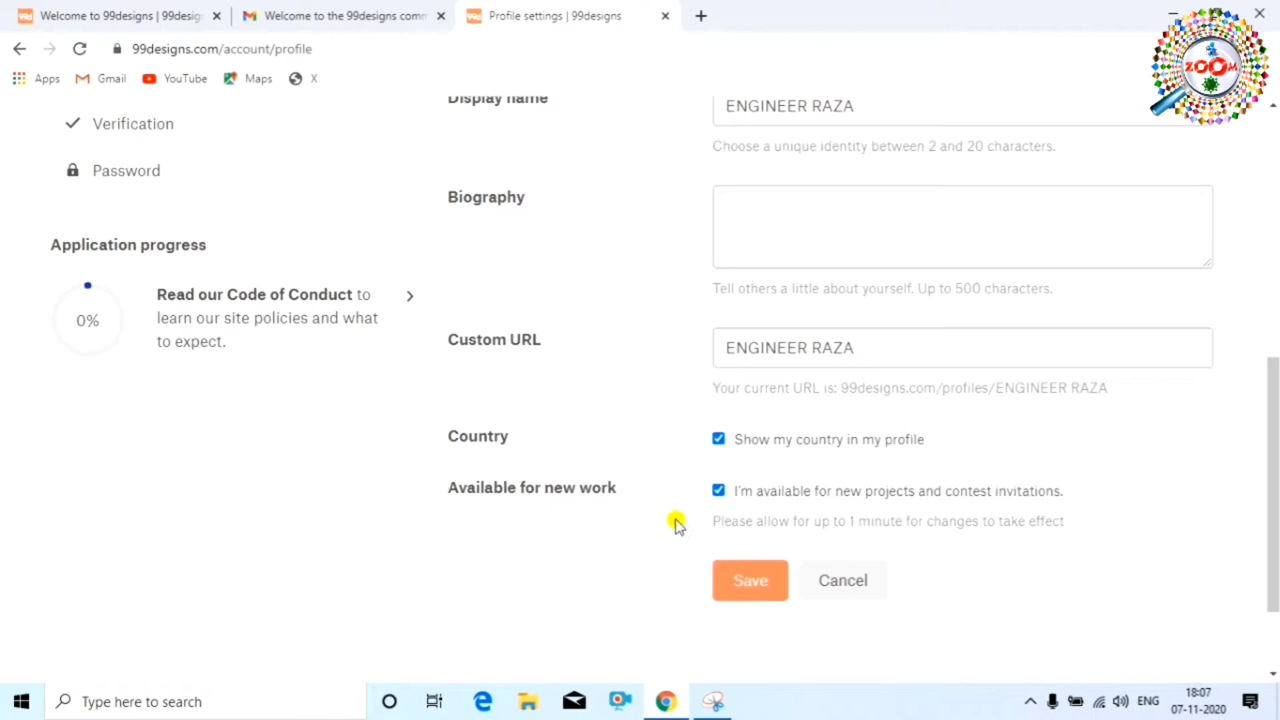 Welcome to 99designs | 99desig
Welcome to the 99designs com
Profile settings | 99designs
99designs.com/account/profile
Apps
Gmail
YouTube
Maps
X
ZOOM
Display name
ENGINEER RAZA
Choose a unique identity between 2 and 20 characters.
Verification
Password
Biography
Tell others a little about yourself. Up to 500 characters.
Application progress
0%
Read our Code of Conduct to
learn our site policies and what
to expect.
Custom URL
ENGINEER RAZA
Your current URL is: 99designs.com/profiles/ENGINEER RAZA
Country
Show my country in my profile
Available for new work
I'm available for new projects and contest invitations.
Please allow for up to 1 minute for changes to take effect
Save
Cancel
Type here to search
ENG
18:07
07-11-2020